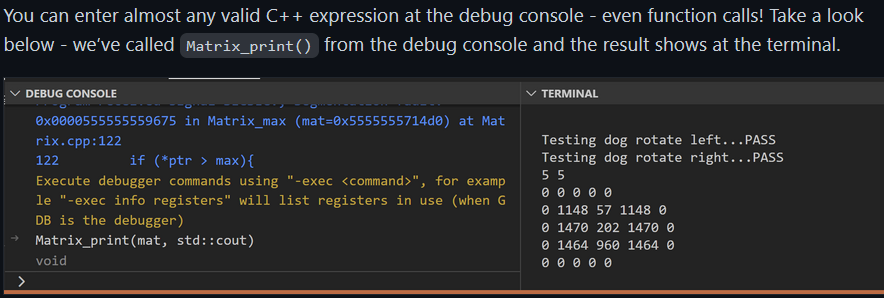 You can enter almost any valid C++ expression at the debug console - even function calls! Take a look
below - we’ve called Matrix_print() from the debug console and the result shows at the terminal.
DEBUG CONSOLE
0x0000555555559675 in Matrix_max (mat=0x5555555714d0) at Mat
rix.cpp:122
122 if (*ptr > max){
Execute debugger commands using "-exec <command>", for examp
le "-exec info registers" will list registers in use (when G
DB is the debugger)
Matrix_print(mat, std::cout)
void
TERMINAL
Testing dog rotate left...PASS
Testing dog rotate right...PASS
5 5
0 0 0 0 0
0 1148 57 1148 0
0 1470 202 1470 0
0 1464 960 1464 0
0 0 0 0 0